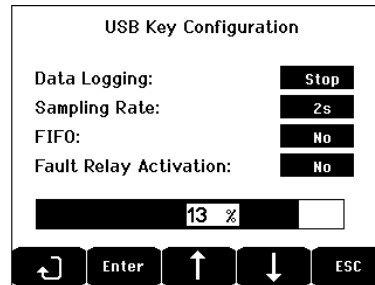 USB Key Configuration
Data Logging: Stop
Sampling Rate: 2s
FIFO: No
Fault Relay Activation: No
13 %
Enter ESC